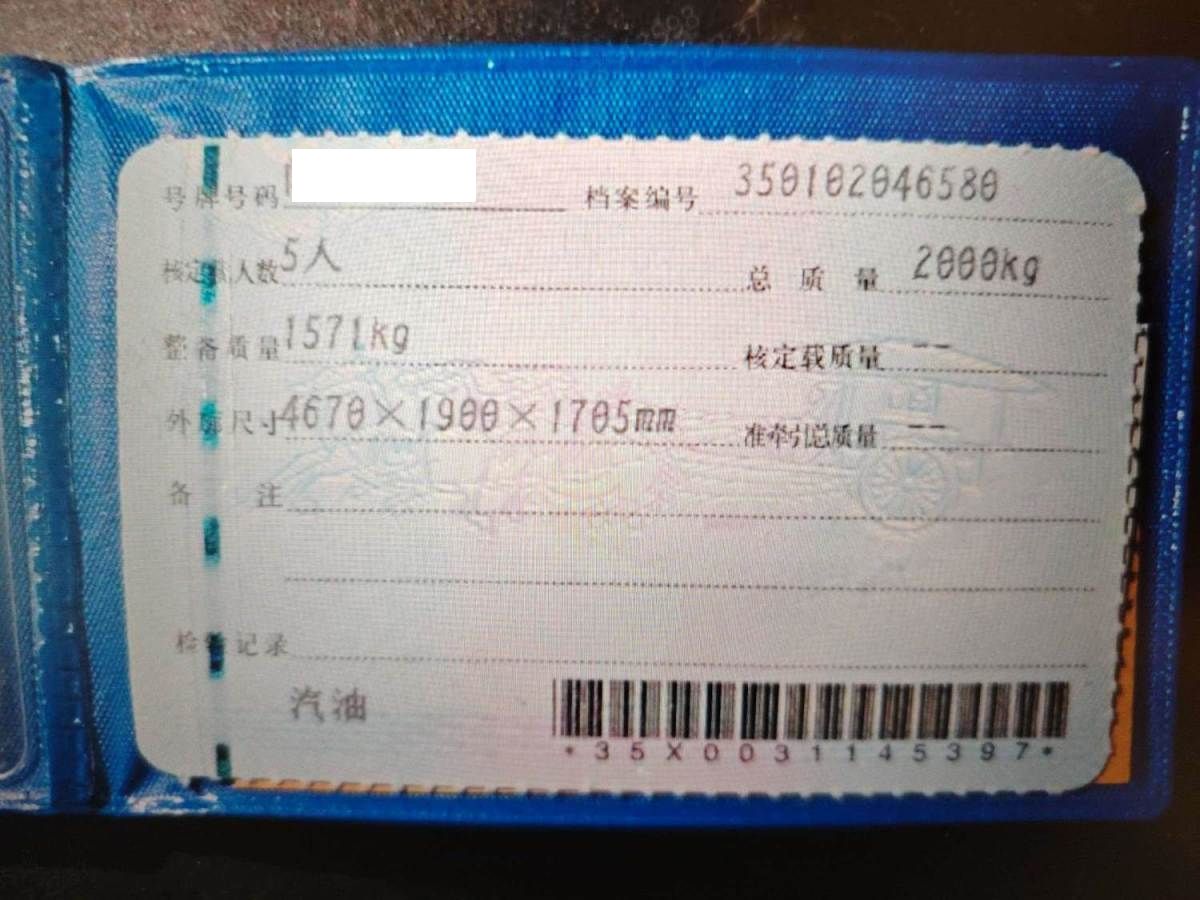 号牌号码 档案编号 350102046580
核定载人数 5人 总质量 2000kg
整备质量 1571kg 核定载质量 --
外廓尺寸 4670×1900×1705mm 准牵引总质量 --
备注
检验记录
汽油
*35X0031145397*